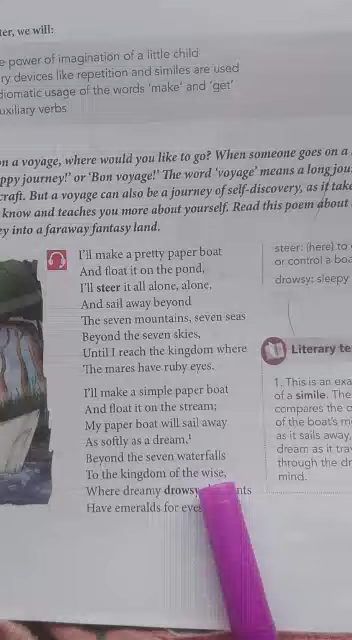 ter, we will:
e power of imagination of a little child
ry devices like repetition and similes are used
diomatic usage of the words 'make' and 'get'
uxiliary verbs
on a voyage, where would you like to go? When someone goes on a
ppy journey!' or 'Bon voyage!' The word 'voyage' means a long jou
craft. But a voyage can also be a journey of self-discovery, as it take
know and teaches you more about yourself. Read this poem about
ey into a faraway fantasy land.
I'll make a pretty paper boat
And float it on the pond,
I'll steer it all alone, alone,
And sail away beyond
The seven mountains, seven seas
Beyond the seven skies,
Until I reach the kingdom where
The mares have ruby eyes.
I'll make a simple paper boat
And float it on the stream;
My paper boat will sail away
As softly as a dream,¹
Beyond the seven waterfalls
To the kingdom of the wise,
Where dreamy drowsy nts
Have emeralds for eyes
steer: (here) to
or control a boa
drowsy: sleepy
Literary te
1. This is an exa
of a simile. The
compares the
of the boat's m
as it sails away,
dream as it trav
through the dr
mind.